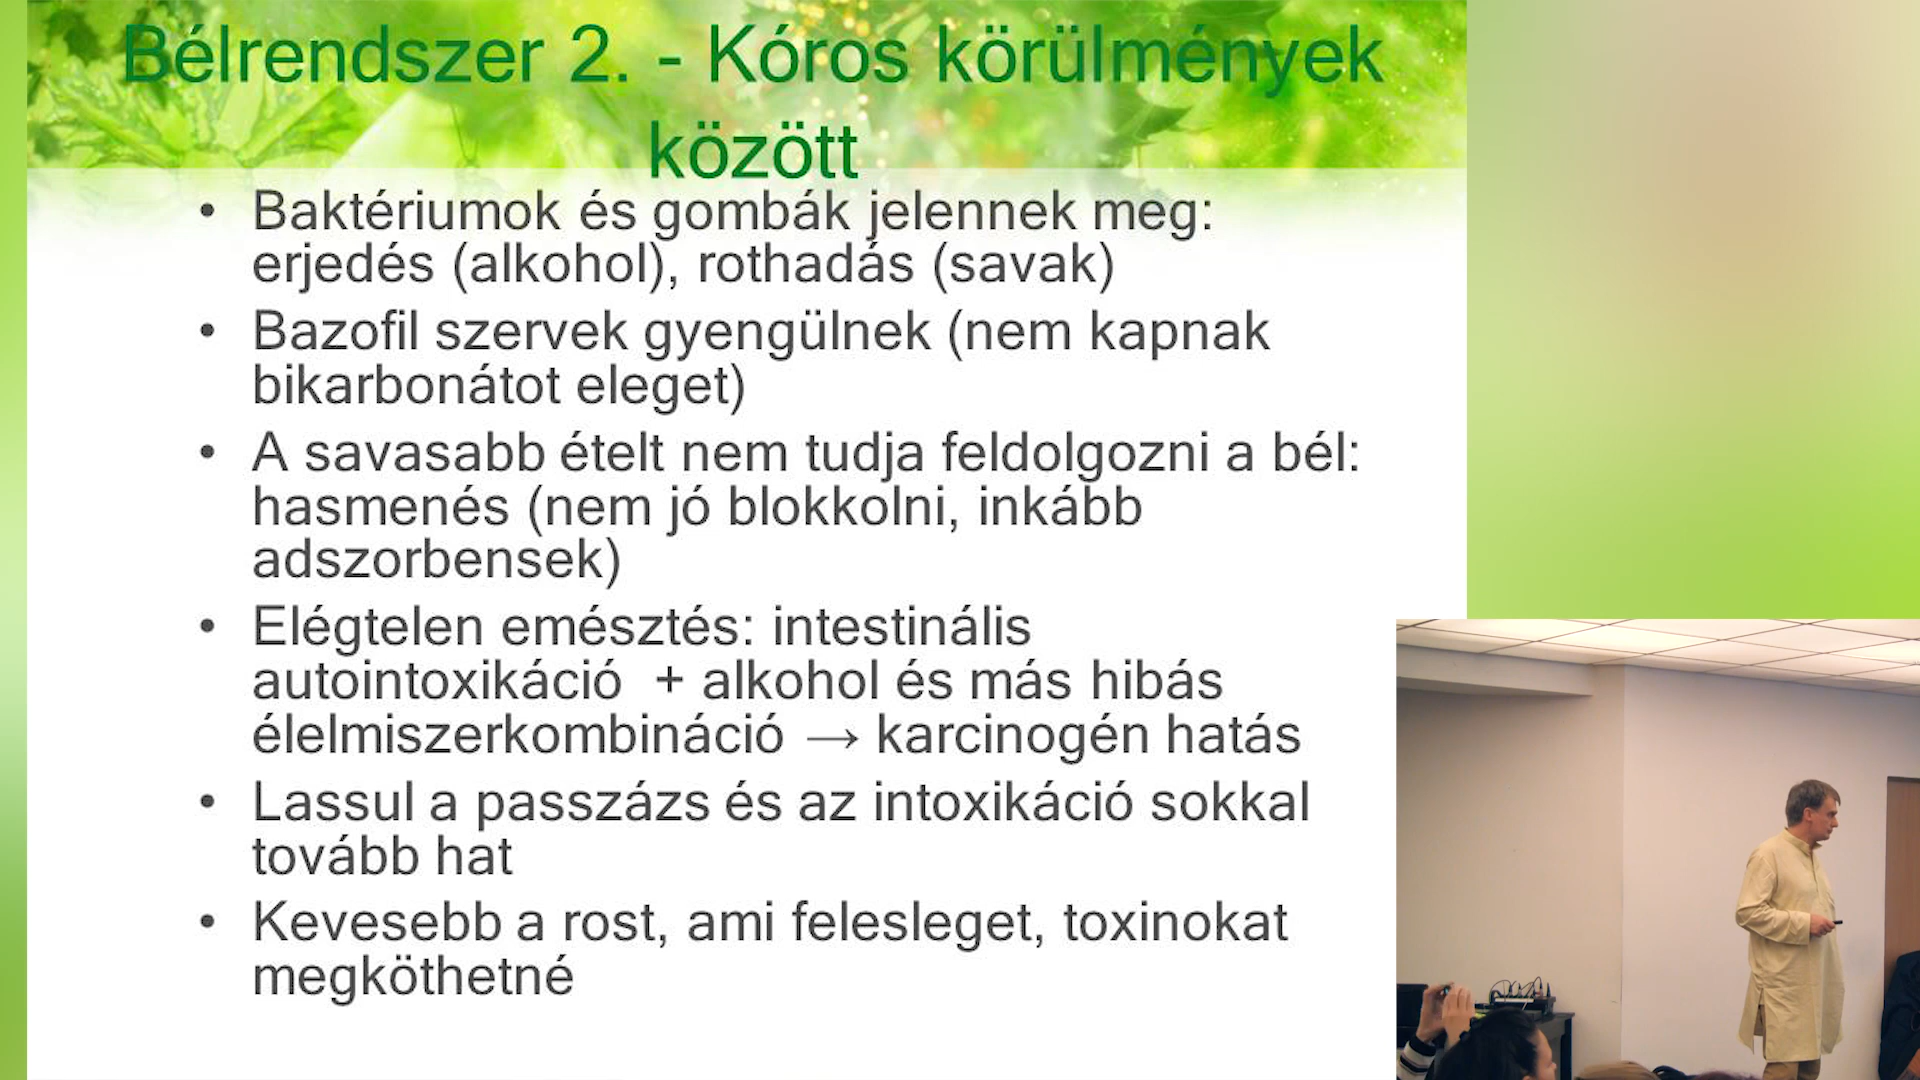 Bélrendszer 2. - Kóros körülmények
között
• Baktériumok és gombák jelennek meg:
erjedés (alkohol), rothadás (savak)
• Bazofil szervek gyengülnek (nem kapnak
bikarbonátot eleget)
• A savasabb ételt nem tudja feldolgozni a bél:
hasmenés (nem jó blokkolni, inkább
adszorbensek)
• Elégtelen emésztés: intestinális
autointoxikáció + alkohol és más hibás
élelmiszerkombináció → karcinogén hatás
• Lassul a passzázs és az intoxikáció sokkal
tovább hat
• Kevesebb a rost, ami felesleget, toxinokat
megköthetné